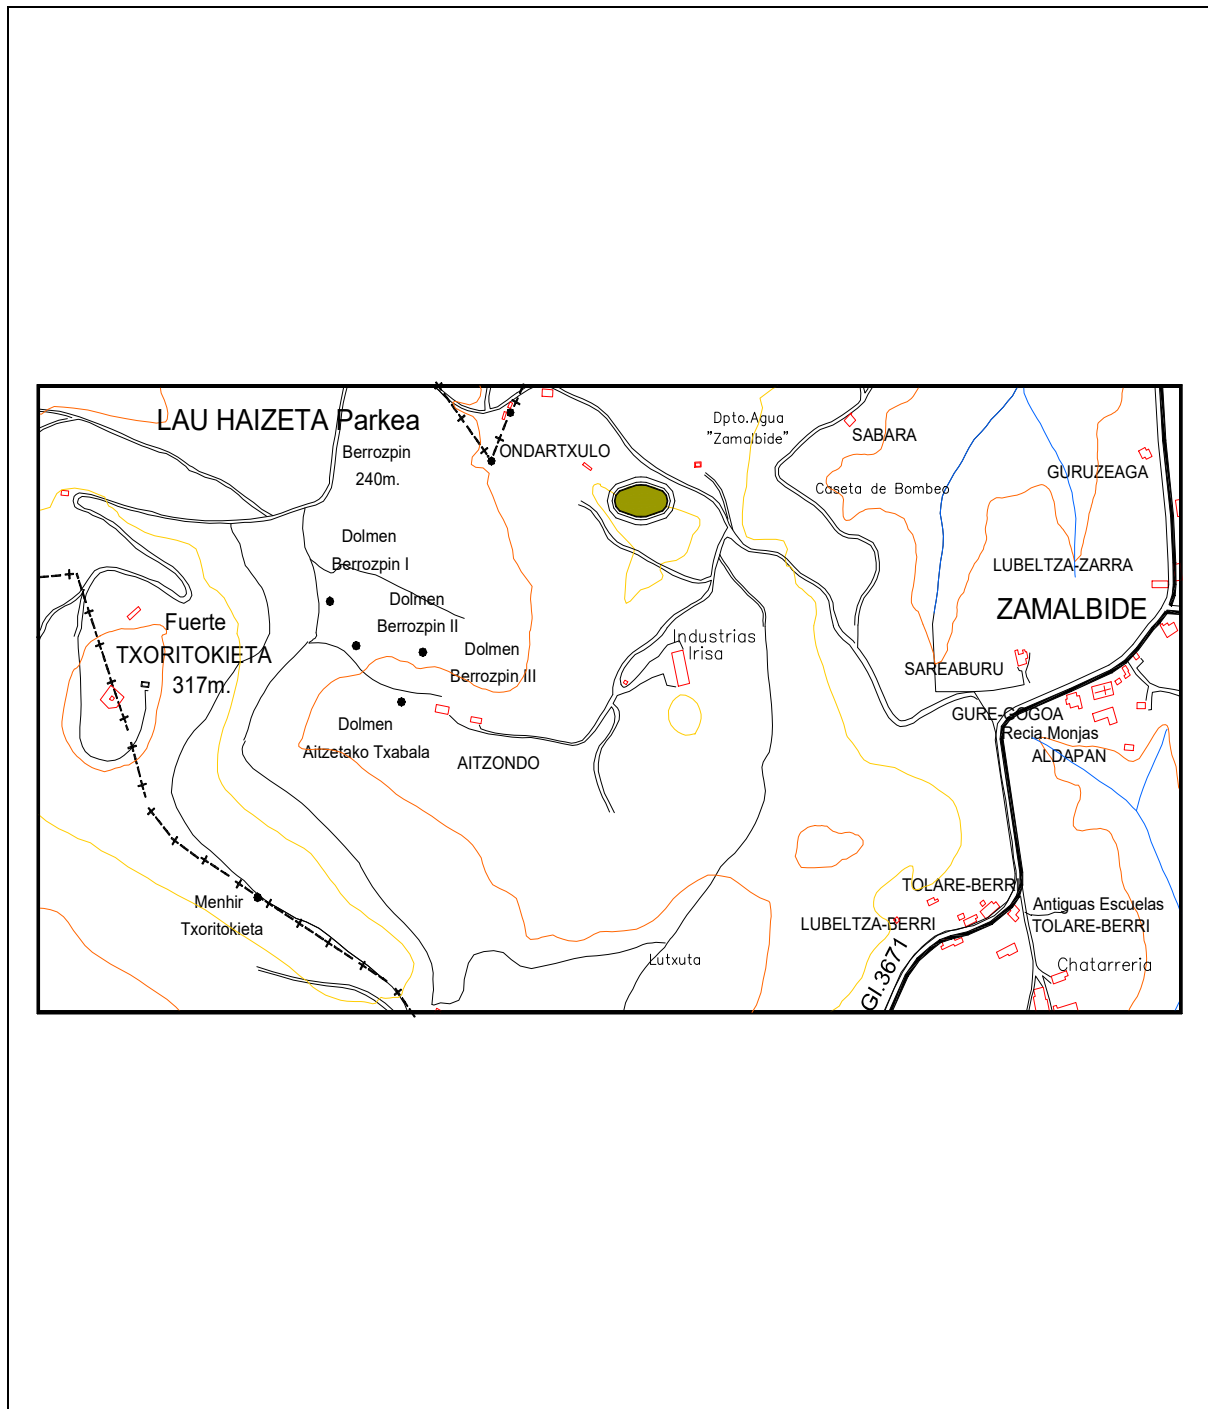 LAU HAIZETA Parkea
Berrozpin
240m.
ONDARTXULO
Dpto.Agua
"Zamalbide"
SABARA
GURUZEAGA
Caseta de Bombeo
Dolmen
Berrozpin I
LUBELTZA-ZARRA
Dolmen
Berrozpin II
ZAMALBIDE
Fuerte
TXORITOKIETA
317m.
Dolmen
Berrozpin III
Industrias
Irisa
SAREABURU
Dolmen
Aitzetako Txabala
AITZONDO
GURE-GOGOA
Recia.Monjas
ALDAPAN
TOLARE-BERRI
Menhir
Txoritokieta
LUBELTZA-BERRI
Antiguas Escuelas
TOLARE-BERRI
Lutxuta
GI.3671
Chatarreria